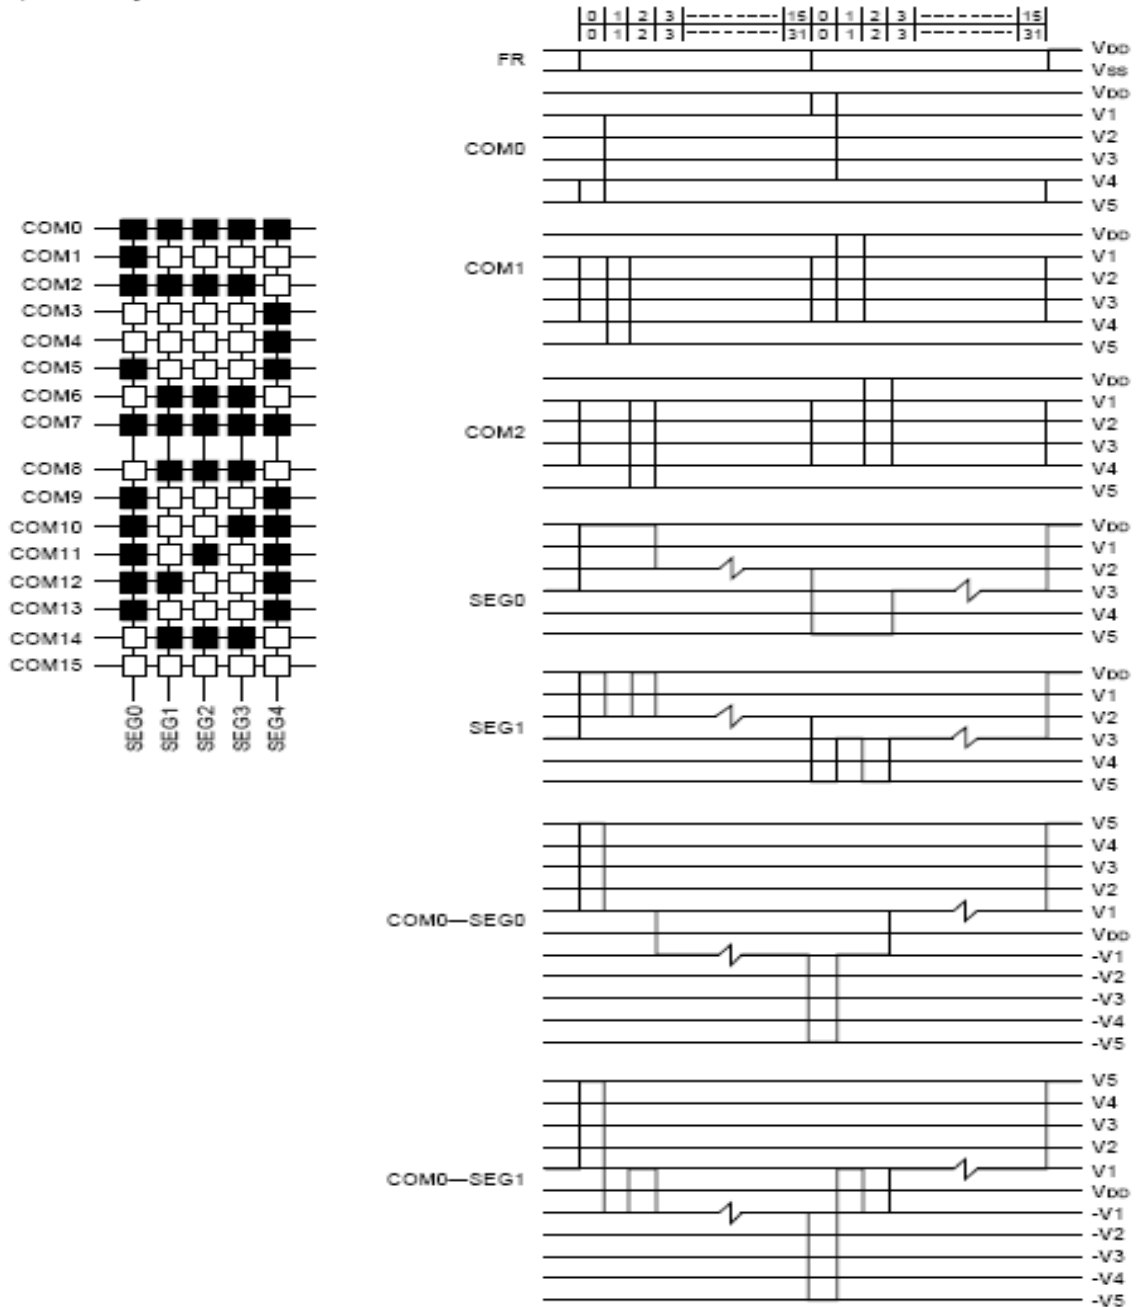 0 1 2 3 15 0 1 2 3 15
0 1 2 3 31 0 1 2 3 31
FR
VDD
VSS
COM0
VDD
V1
V2
V3
V4
V5
COM1
VDD
V1
V2
V3
V4
V5
COM2
VDD
V1
V2
V3
V4
V5
SEG0
VDD
V1
V2
V3
V4
V5
SEG1
VDD
V1
V2
V3
V4
V5
COM0—SEG0
V5
V4
V3
V2
V1
VDD
-V1
-V2
-V3
-V4
-V5
COM0—SEG1
V5
V4
V3
V2
V1
VDD
-V1
-V2
-V3
-V4
-V5
COM0
COM1
COM2
COM3
COM4
COM5
COM6
COM7
COM8
COM9
COM10
COM11
COM12
COM13
COM14
COM15
SEG0
SEG1
SEG2
SEG3
SEG4